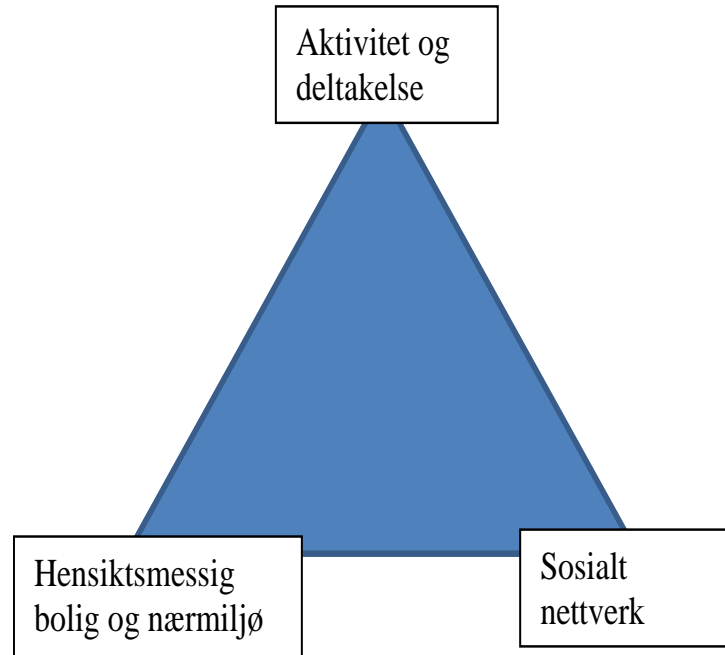 Aktivitet og
deltakelse
Hensiktsmessig
bolig og nærmiljø
Sosialt
nettverk